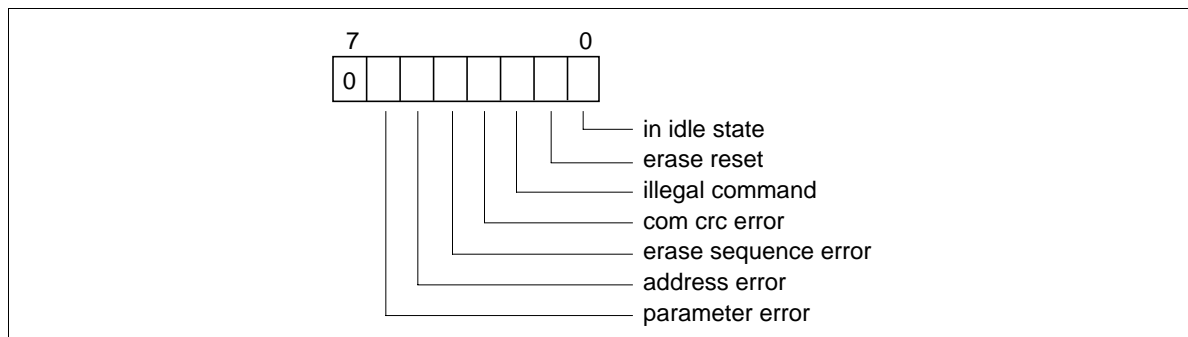 7 0
0
in idle state
erase reset
illegal command
com crc error
erase sequence error
address error
parameter error